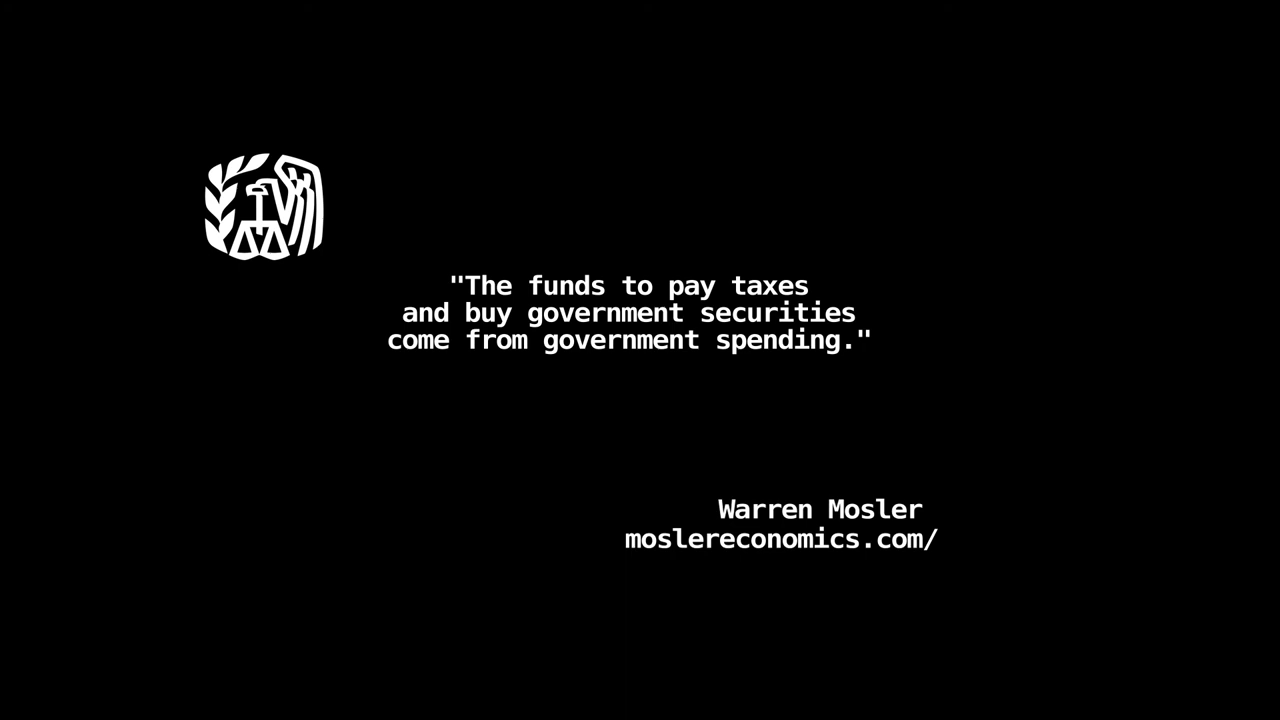 "The funds to pay taxes
and buy government securities
come from government spending."
Warren Mosler
moslereconomics.com/